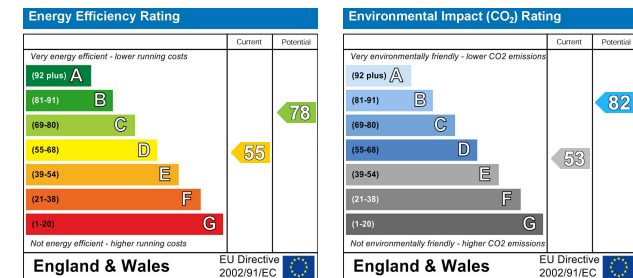 Energy Efficiency Rating
Current Potential
Very energy efficient - lower running costs
(92 plus) A
(81-91) B
(69-80) C
(55-68) D
(39-54) E
(21-38) F
(1-20) G
55
78
Not energy efficient - higher running costs
England & Wales
EU Directive
2002/91/EC
Environmental Impact (CO₂) Rating
Current Potential
Very environmentally friendly - lower CO2 emissions
(92 plus) A
(81-91) B
(69-80) C
(55-68) D
(39-54) E
(21-38) F
(1-20) G
53
82
Not environmentally friendly - higher CO2 emissions
England & Wales
EU Directive
2002/91/EC